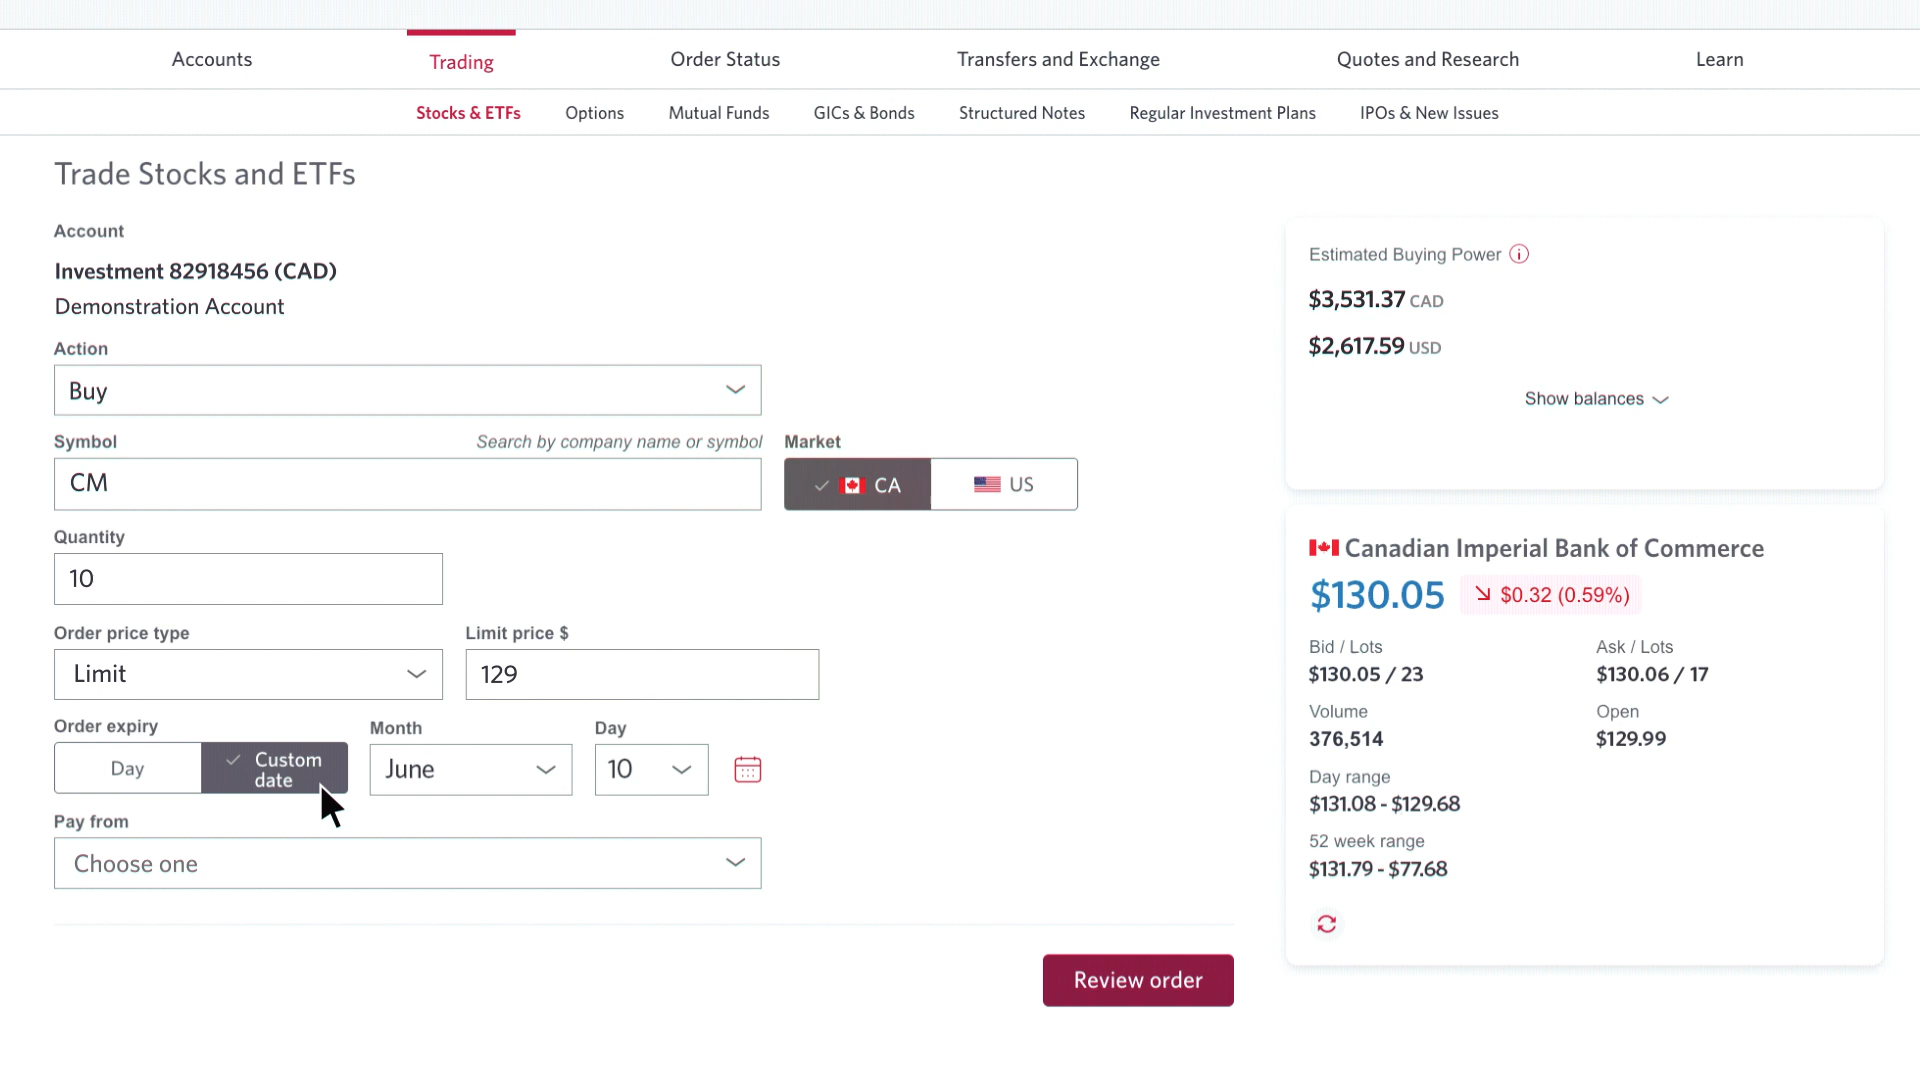 Accounts
Trading
Order Status
Transfers and Exchange
Quotes and Research
Learn
Stocks & ETFs
Options
Mutual Funds
GICs & Bonds
Structured Notes
Regular Investment Plans
IPOs & New Issues
Trade Stocks and ETFs
Account
Investment 82918456 (CAD)
Demonstration Account
Action
Buy
Symbol
Search by company name or symbol
CM
Market
CA
US
Quantity
10
Order price type
Limit
Limit price $
129
Order expiry
Day
Custom
date
Month
June
Day
10
Pay from
Choose one
Review order
Estimated Buying Power
$3,531.37 CAD
$2,617.59 USD
Show balances
Canadian Imperial Bank of Commerce
$130.05
$0.32 (0.59%)
Bid / Lots
$130.05 / 23
Ask / Lots
$130.06 / 17
Volume
376,514
Open
$129.99
Day range
$131.08 - $129.68
52 week range
$131.79 - $77.68